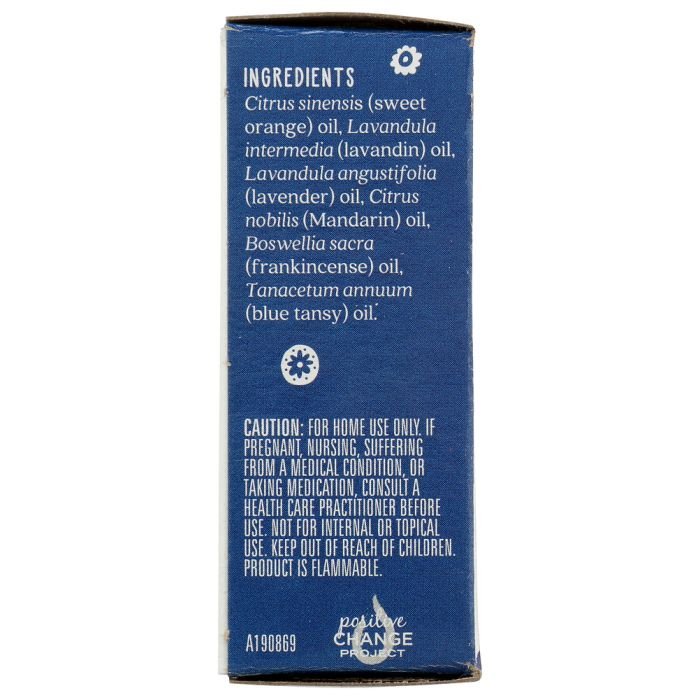 INGREDIENTS
Citrus sinensis (sweet
orange) oil, Lavandula
intermedia (lavandin) oil,
Lavandula angustifolia
(lavender) oil, Citrus
nobilis (Mandarin) oil,
Boswellia sacra
(frankincense) oil,
Tanacetum annuum
(blue tansy) oil.
CAUTION: FOR HOME USE ONLY. IF
PREGNANT, NURSING, SUFFERING
FROM A MEDICAL CONDITION, OR
TAKING MEDICATION, CONSULT A
HEALTH CARE PRACTITIONER BEFORE
USE. NOT FOR INTERNAL OR TOPICAL
USE. KEEP OUT OF REACH OF CHILDREN.
PRODUCT IS FLAMMABLE.
A190869
positive
CHANGE
PROJECT